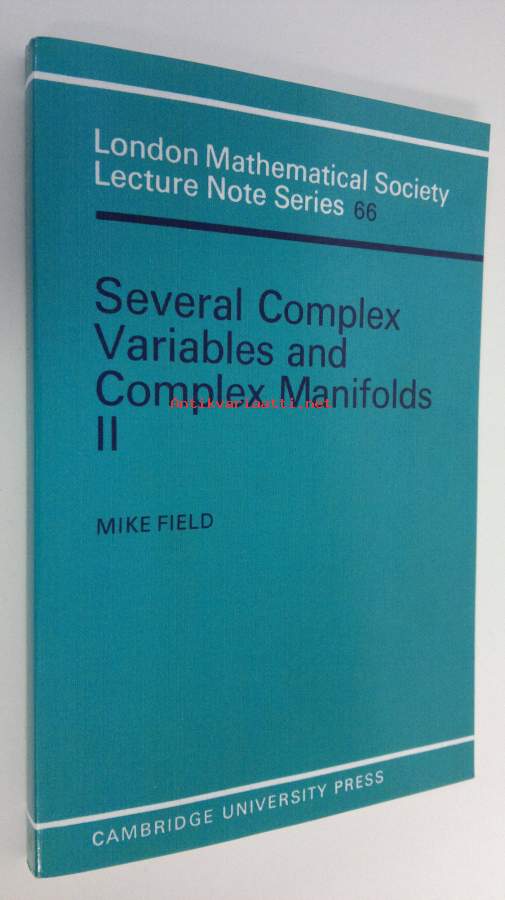 London Mathematical Society
Lecture Note Series 66
Several Complex
Variables and
Complex Manifolds
Antikvariaatti.net
II
MIKE FIELD
CAMBRIDGE UNIVERSITY PRESS